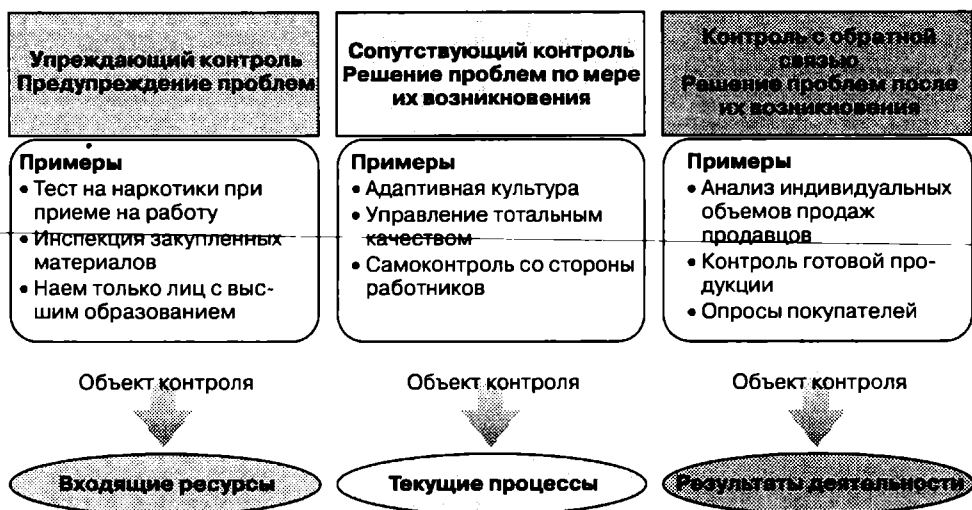 Упреждающий контроль
Предупреждение проблем
Примеры
• Тест на наркотики при
приеме на работу
• Инспекция закупленных
материалов
• Наем только лиц с выс-
шим образованием
Объект контроля
Входящие ресурсы
Сопутствующий контроль
Решение проблем по мере
их возникновения
Примеры
• Адаптивная культура
• Управление тотальным
качеством
• Самоконтроль со стороны
работников
Объект контроля
Текущие процессы
Контроль с обратной
связью
Решение проблем после
их возникновения
Примеры
• Анализ индивидуальных
объемов продаж
продавцов
• Контроль готовой про-
дукции
• Опросы покупателей
Объект контроля
Результаты деятельности